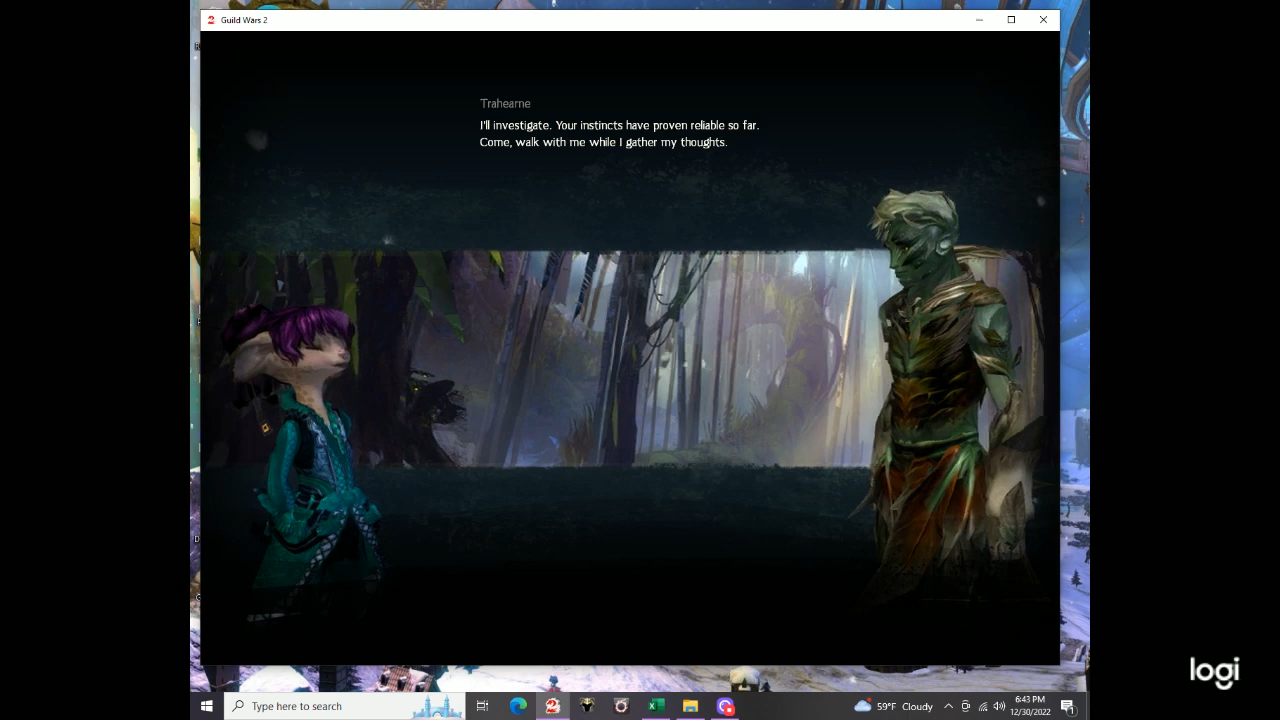 Guild Wars 2
Trahearne
I'll investigate. Your instincts have proven reliable so far.
Come, walk with me while I gather my thoughts.
logi
Type here to search
59°F Cloudy
6:43 PM
12/30/2022
1